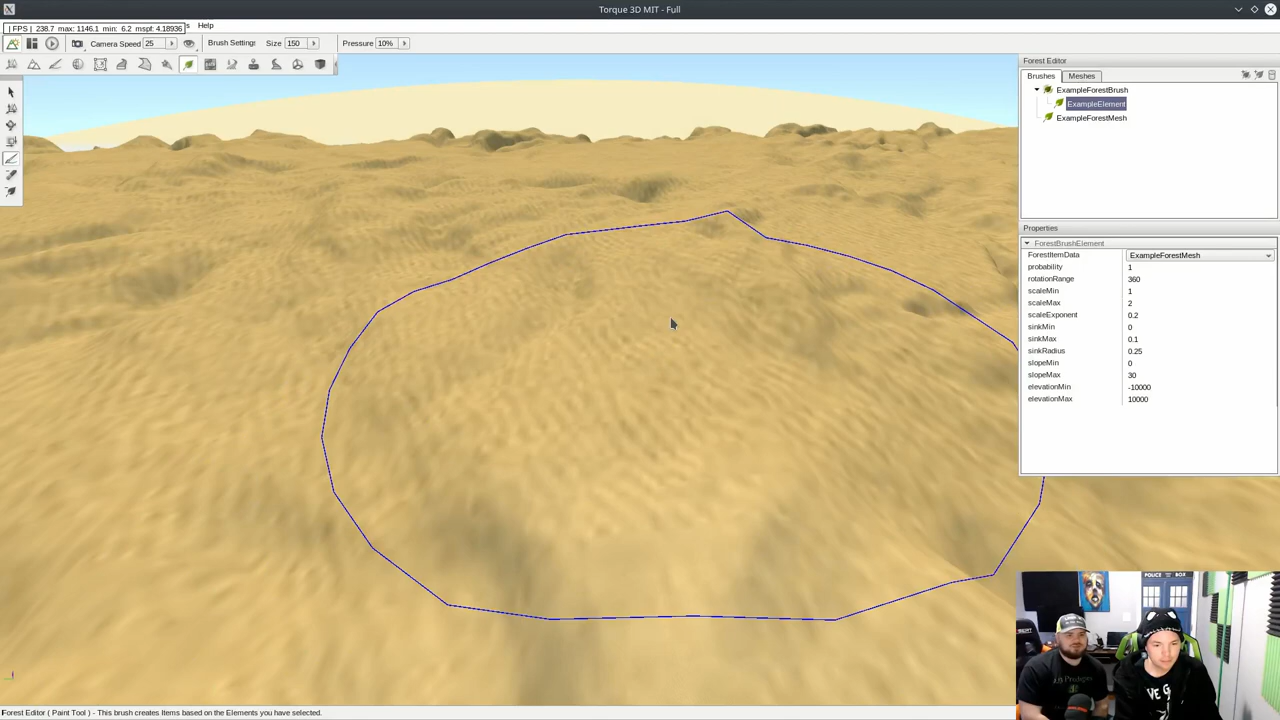 Torque 3D MIT - Full
| FPS | 238.7 max: 1146.1 min: 6.2 mspf: 4.18936
s Help
Camera Speed 25 Brush Settings Size 150 Pressure: 10%
Forest Editor
Brushes Meshes
ExampleForestBrush
ExampleElement
ExampleForestMesh
Properties
ForestBrushElement
ForestItemData ExampleForestMesh
probability 1
rotationRange 360
scaleMin 1
scaleMax 2
scaleExponent 0.2
sinkMin 0
sinkMax 0.1
sinkRadius 0.25
slopeMin 0
slopeMax 30
elevationMin -10000
elevationMax 10000
POLICE BOX
VE G
Forest Editor ( Paint Tool ) - This brush creates Items based on the Elements you have selected.